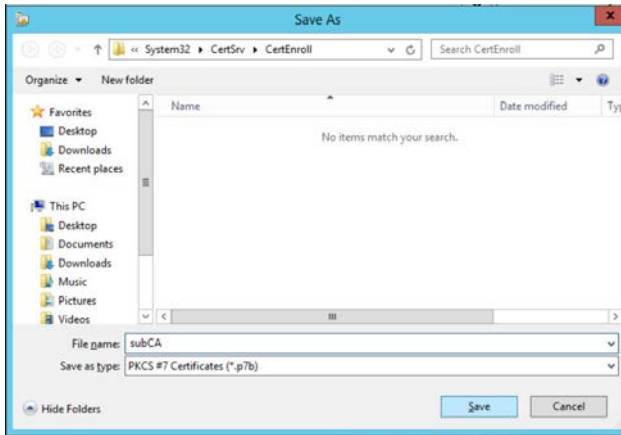 Save As
x
« System32 ▸ CertSrv ▸ CertEnroll
Search CertEnroll
Organize
New folder
Name
Date modified
Ty
Favorites
Desktop
Downloads
Recent places
This PC
Desktop
Documents
Downloads
Music
Pictures
Videos
No items match your search.
File name: subCA
Save as type: PKCS #7 Certificates (*.p7b)
Hide Folders
Save
Cancel